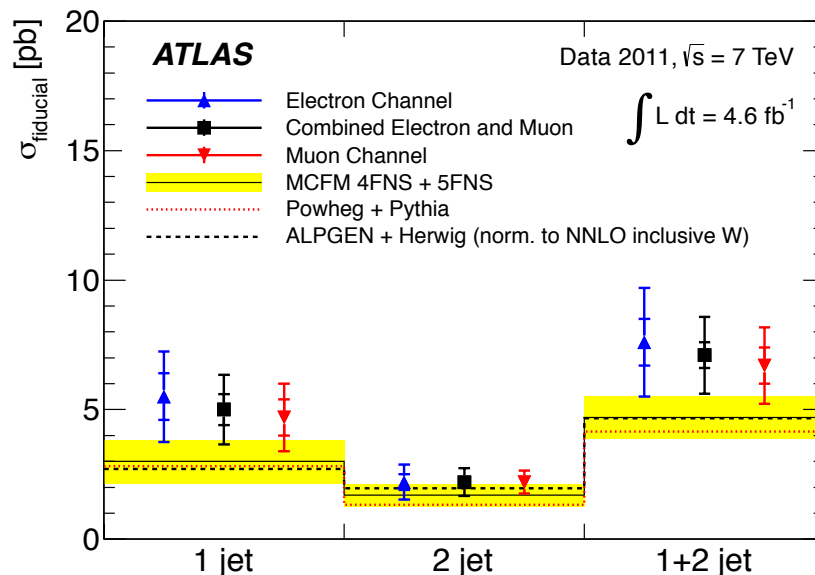 20
15
10
5
0
σfiducial [pb]
ATLAS
Data 2011, √s = 7 TeV
∫ L dt = 4.6 fb⁻¹
Electron Channel
Combined Electron and Muon
Muon Channel
MCFM 4FNS + 5FNS
Powheg + Pythia
ALPGEN + Herwig (norm. to NNLO inclusive W)
1 jet
2 jet
1+2 jet